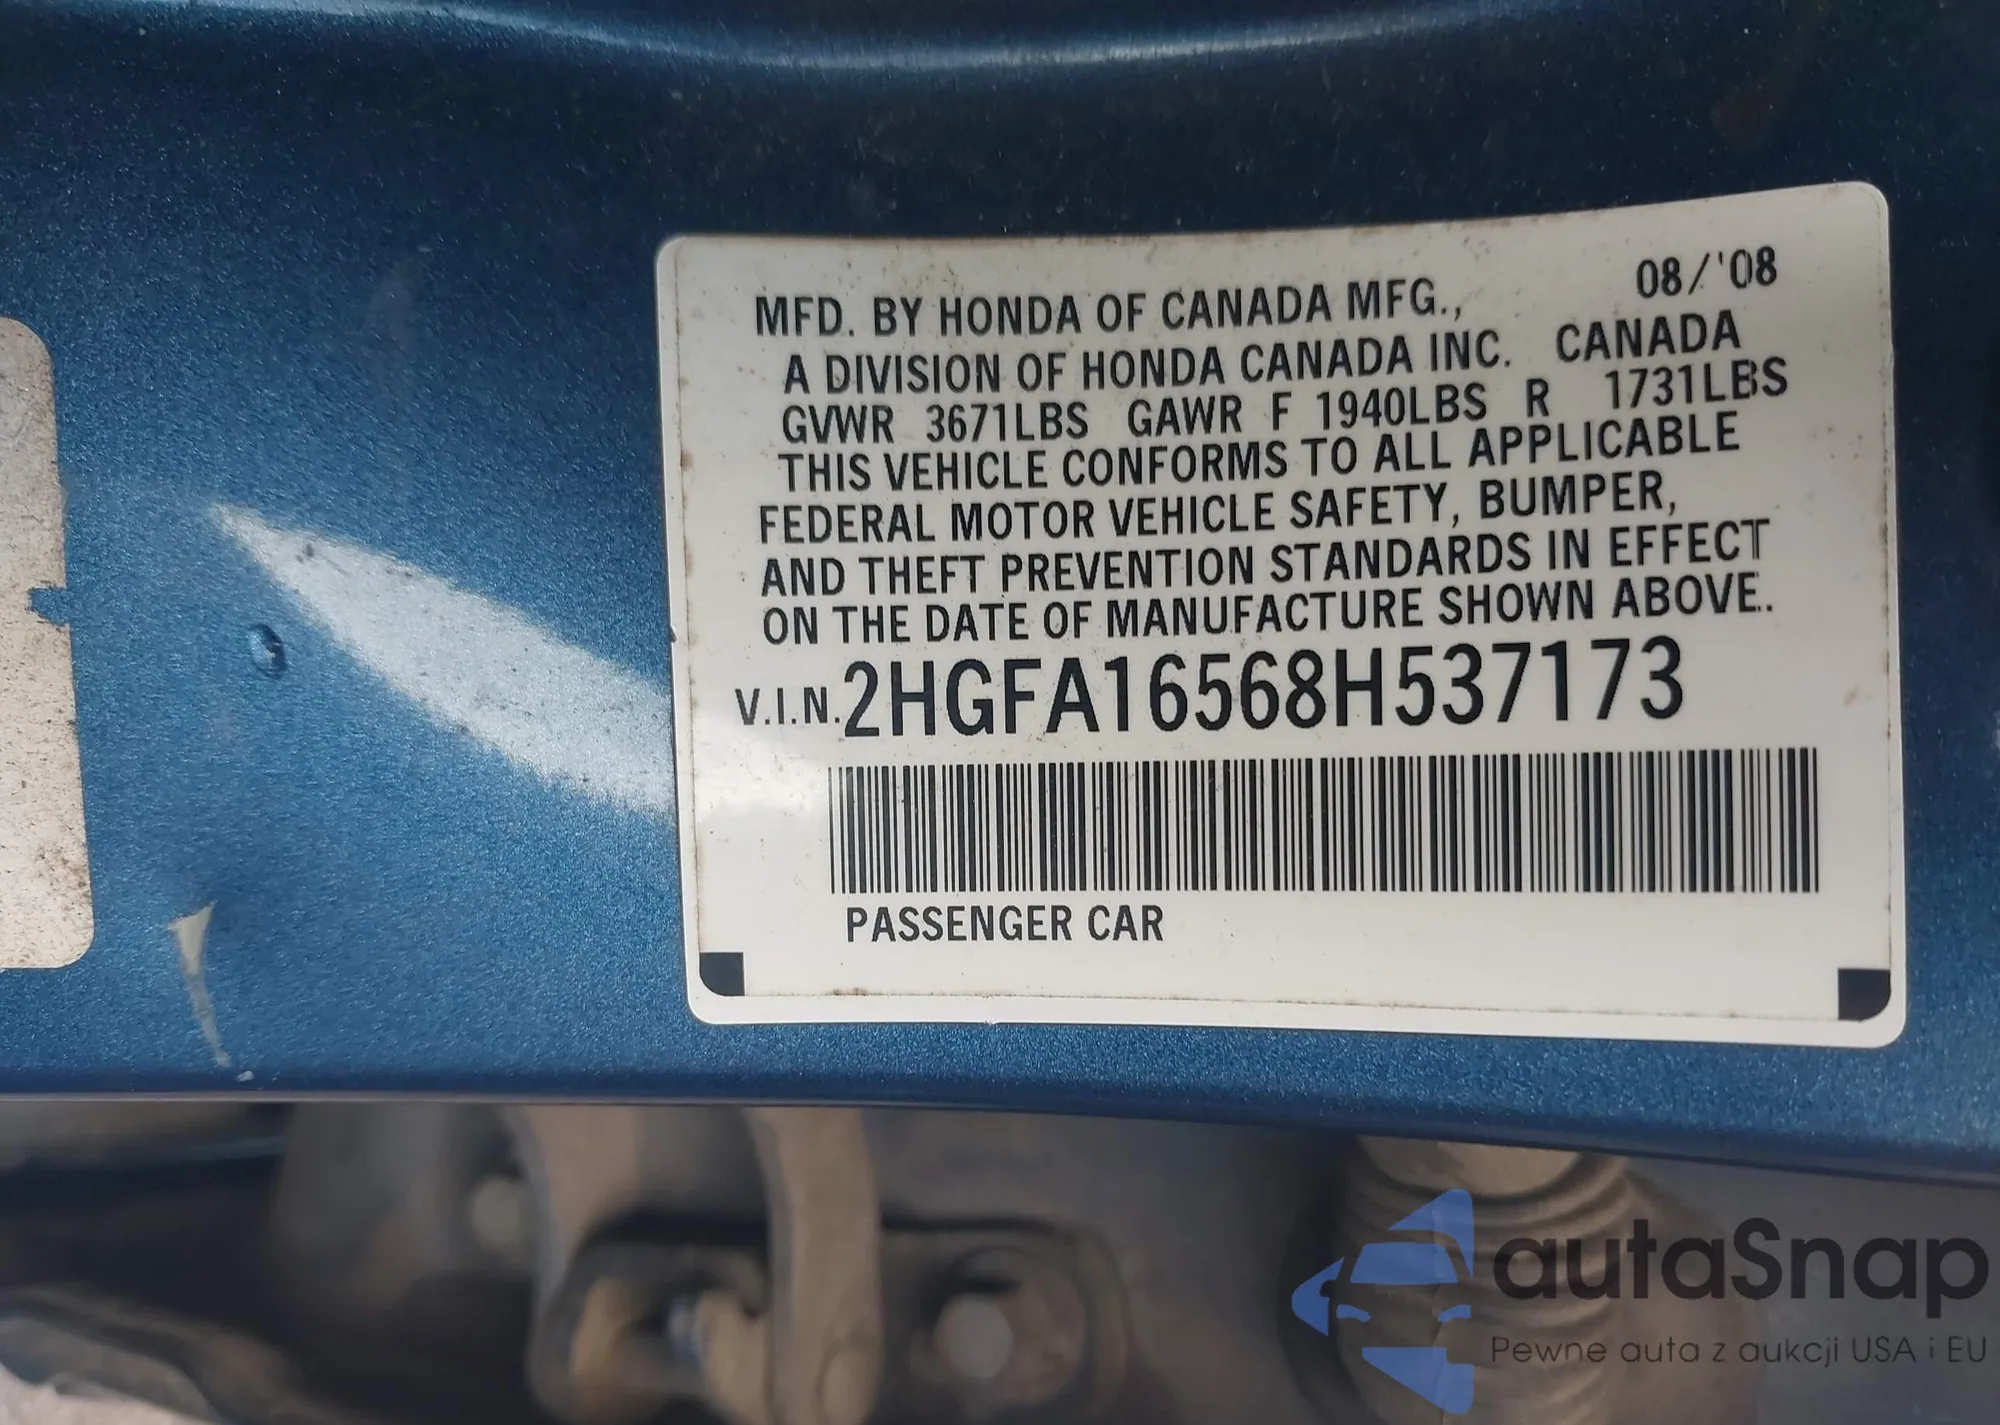 08/'08
MFD. BY HONDA OF CANADA MFG.,
A DIVISION OF HONDA CANADA INC. CANADA
GVWR 3671LBS GAWR F 1940LBS R 1731LBS
THIS VEHICLE CONFORMS TO ALL APPLICABLE
FEDERAL MOTOR VEHICLE SAFETY, BUMPER,
AND THEFT PREVENTION STANDARDS IN EFFECT
ON THE DATE OF MANUFACTURE SHOWN ABOVE.
V.I.N. 2HGFA16568H537173
PASSENGER CAR
autaSnap
Pewne auta z aukcji USA i EU